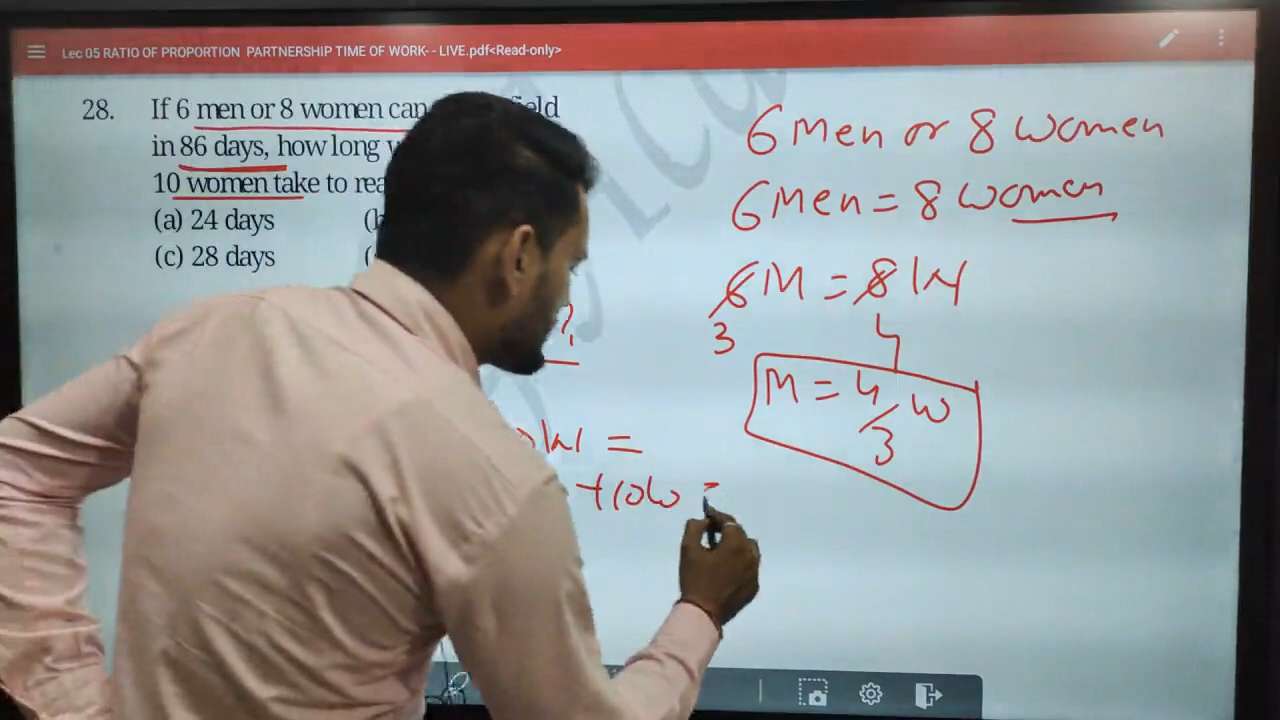 Lec 05 RATIO OF PROPORTION PARTNERSHIP TIME OF WORK- - LIVE.pdf<Read-only>
28. If 6 men or 8 women can
in 86 days, how long
10 women take to
(a) 24 days
(c) 28 days
?
=
+10W =
6 Men or 8 women
6 Men = 8 women
6M = 8W
3 4
M = 4/3 W